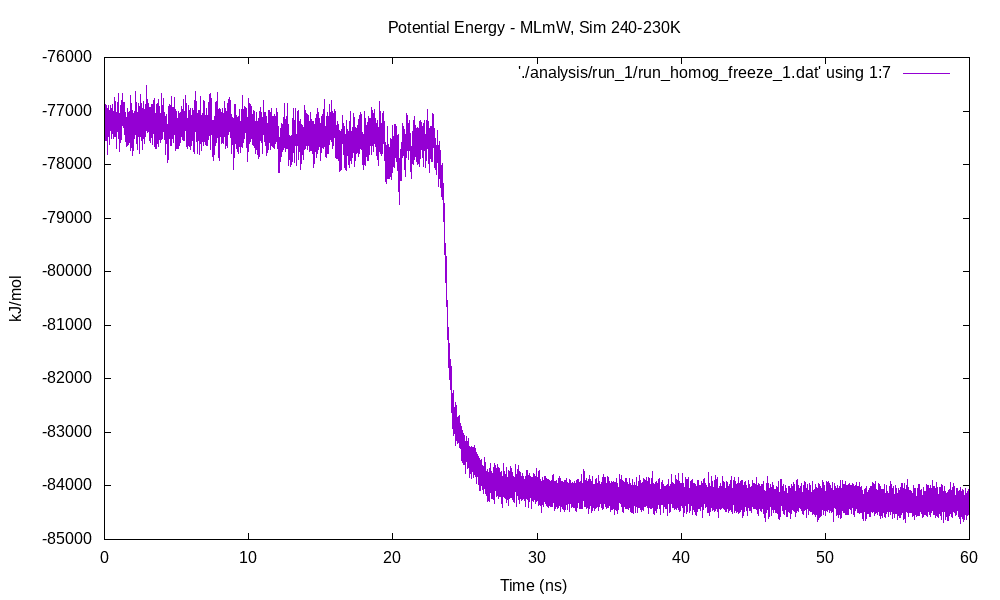 Potential Energy - MLmW, Sim 240-230K
'./analysis/run_1/run_homog_freeze_1.dat' using 1:7
kJ/mol
-76000
-77000
-78000
-79000
-80000
-81000
-82000
-83000
-84000
-85000
0 10 20 30 40 50 60
Time (ns)